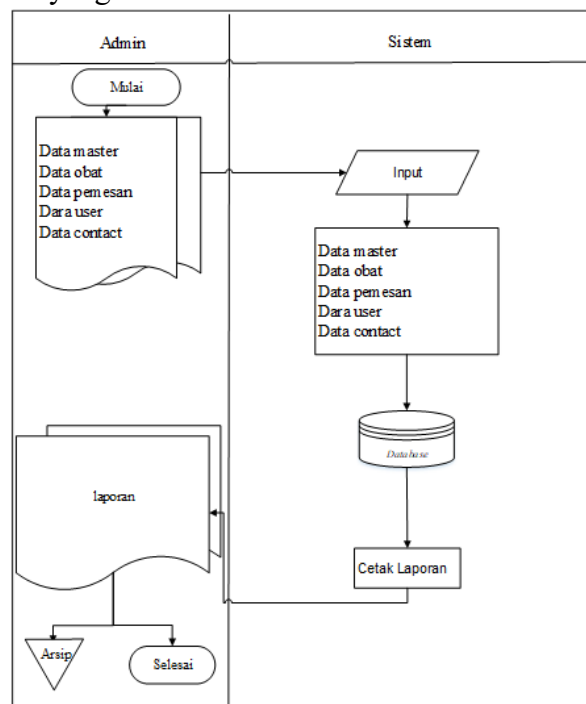 Admin
Sistem
Mulai
Data master
Data obat
Data pemesan
Dara user
Data contact
Input
Data master
Data obat
Data pemesan
Dara user
Data contact
Database
laporan
Cetak Laporan
Arsip
Selesai